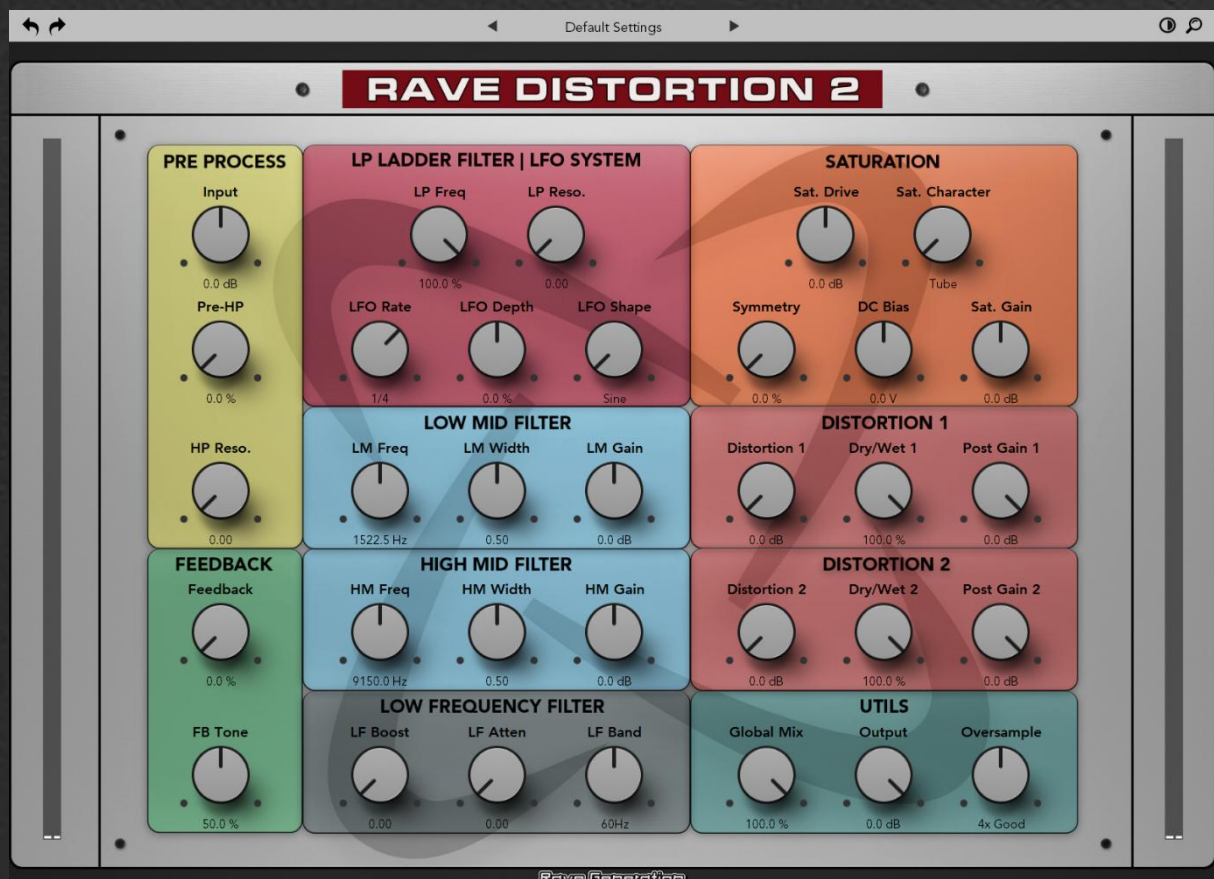 Default Settings
RAVE DISTORTION 2
PRE PROCESS
Input
0.0 dB
Pre-HP
0.0 %
HP Reso.
0.00
FEEDBACK
Feedback
0.0 %
FB Tone
50.0 %
LP LADDER FILTER | LFO SYSTEM
LP Freq LP Reso.
100.0 % 0.00
LFO Rate LFO Depth LFO Shape
1/4 0.0 % Sine
LOW MID FILTER
LM Freq LM Width LM Gain
1522.5 Hz 0.50 0.0 dB
HIGH MID FILTER
HM Freq HM Width HM Gain
9150.0 Hz 0.50 0.0 dB
LOW FREQUENCY FILTER
LF Boost LF Atten LF Band
0.00 0.00 60Hz
SATURATION
Sat. Drive Sat. Character
0.0 dB Tube
Symmetry DC Bias Sat. Gain
0.0 % 0.0 V 0.0 dB
DISTORTION 1
Distortion 1 Dry/Wet 1 Post Gain 1
0.0 dB 100.0 % 0.0 dB
DISTORTION 2
Distortion 2 Dry/Wet 2 Post Gain 2
0.0 dB 100.0 % 0.0 dB
UTILS
Global Mix Output Oversample
100.0 % 0.0 dB 4x Good
Rave Generation